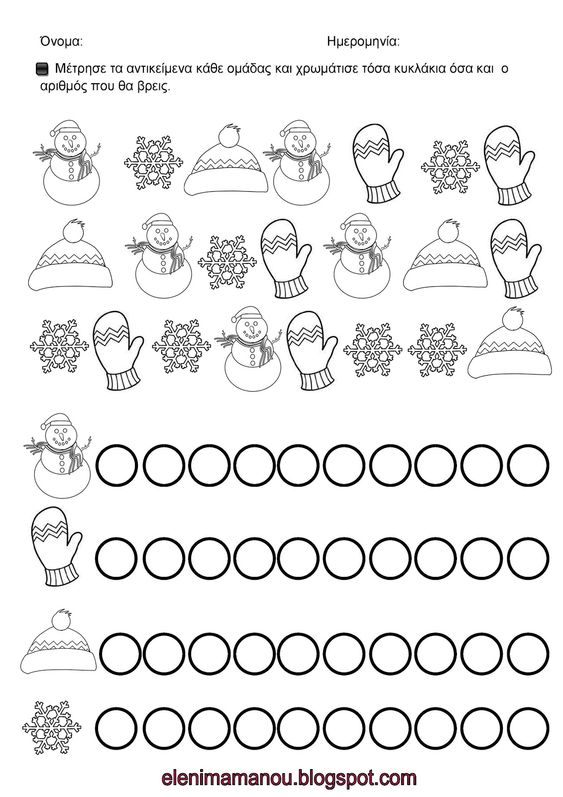 Όνομα: Ημερομηνία:
Μέτρησε τα αντικείμενα κάθε ομάδας και χρωμάτισε τόσα κυκλάκια όσα και ο
αριθμός που θα βρεις.
elenimamanou.blogspot.com